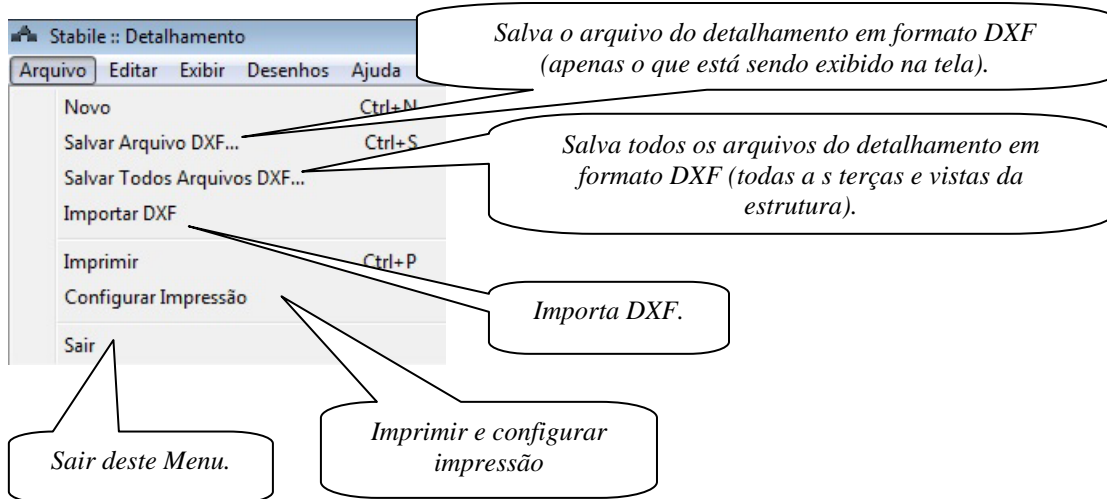 Stabile :: Detalhamento
Arquivo Editar Exibir Desenhos Ajuda
Novo Ctrl+N
Salvar Arquivo DXF... Ctrl+S
Salvar Todos Arquivos DXF...
Importar DXF
Imprimir Ctrl+P
Configurar Impressão
Sair
Salva o arquivo do detalhamento em formato DXF
(apenas o que está sendo exibido na tela).
Salva todos os arquivos do detalhamento em
formato DXF (todas a s terças e vistas da
estrutura).
Importa DXF.
Imprimir e configurar
impressão
Sair deste Menu.